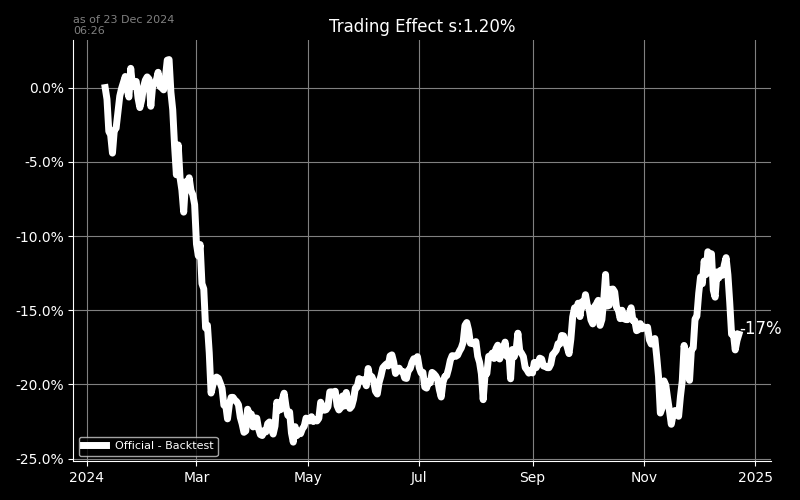 as of 23 Dec 2024
06:26
Trading Effect s:1.20%
0.0%
-5.0%
-10.0%
-15.0%
-17%
-20.0%
-25.0%
Official - Backtest
2024
Mar
May
Jul
Sep
Nov
2025